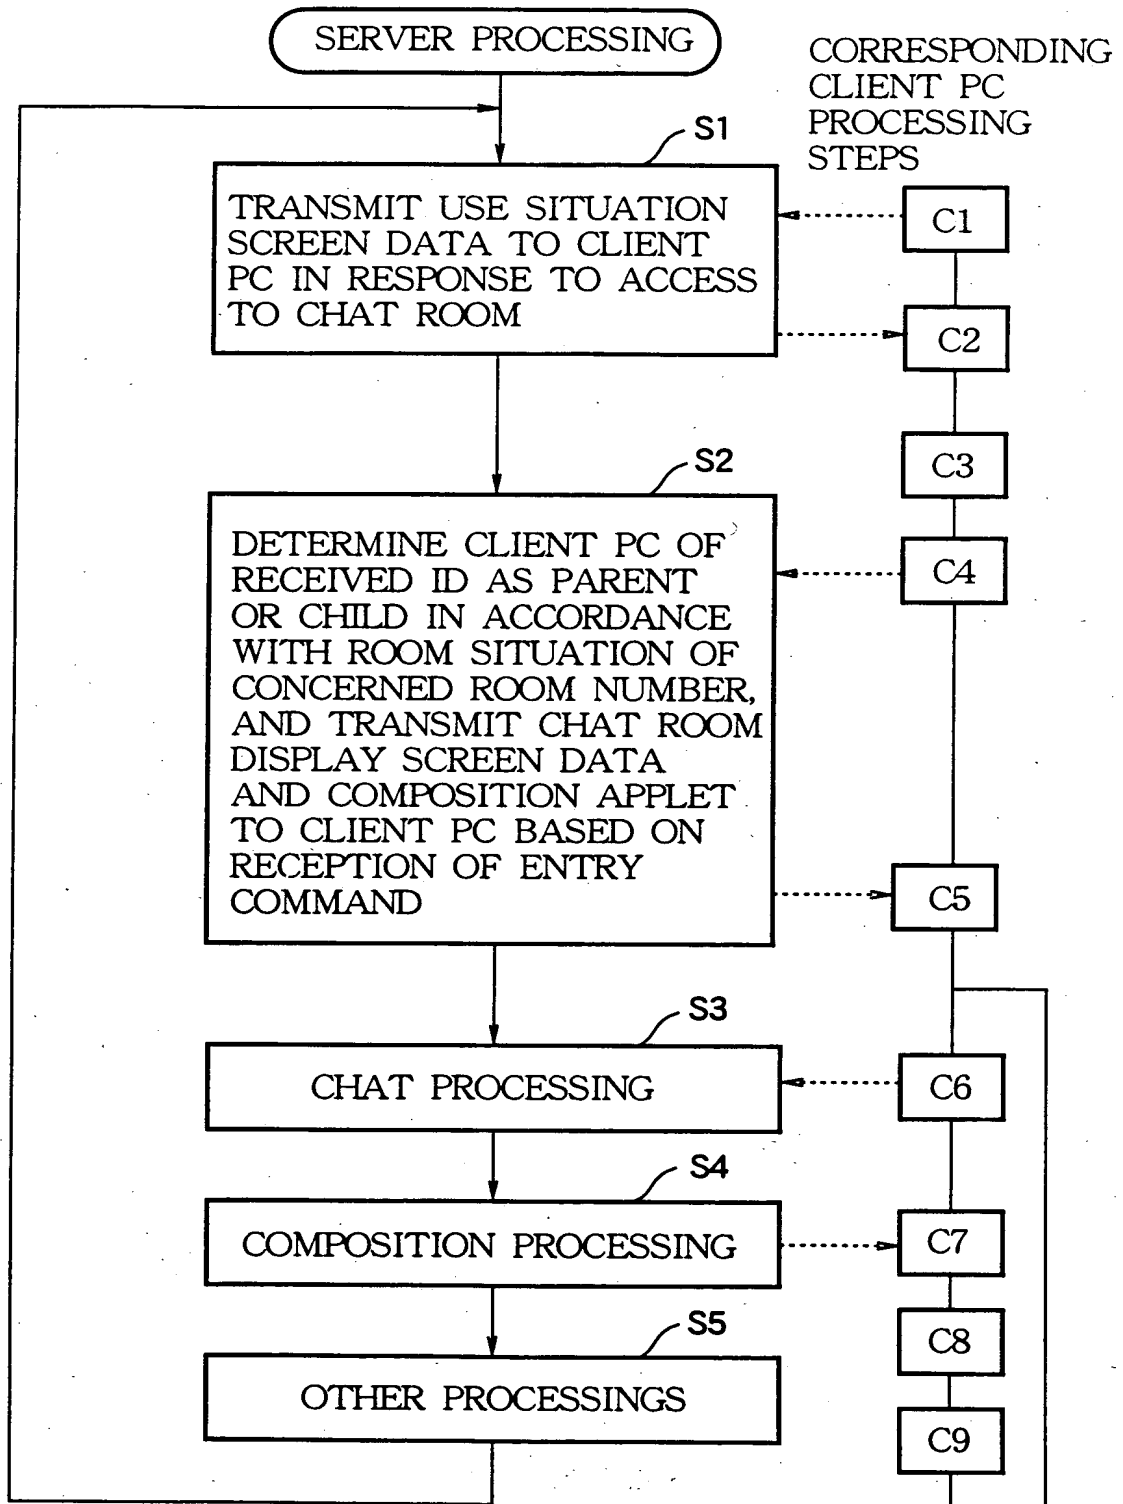 SERVER PROCESSING
CORRESPONDING
CLIENT PC
PROCESSING
STEPS
S1
TRANSMIT USE SITUATION
SCREEN DATA TO CLIENT
PC IN RESPONSE TO ACCESS
TO CHAT ROOM
C1
C2
C3
S2
DETERMINE CLIENT PC OF
RECEIVED ID AS PARENT
OR CHILD IN ACCORDANCE
WITH ROOM SITUATION OF
CONCERNED ROOM NUMBER,
AND TRANSMIT CHAT ROOM
DISPLAY SCREEN DATA
AND COMPOSITION APPLET
TO CLIENT PC BASED ON
RECEPTION OF ENTRY
COMMAND
C4
C5
S3
CHAT PROCESSING
C6
S4
COMPOSITION PROCESSING
C7
S5
OTHER PROCESSINGS
C8
C9